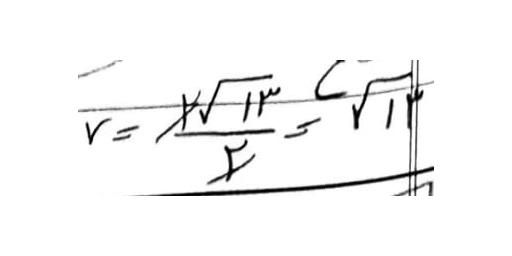 r = ۲√۱۳ / ۲ = √۱۳